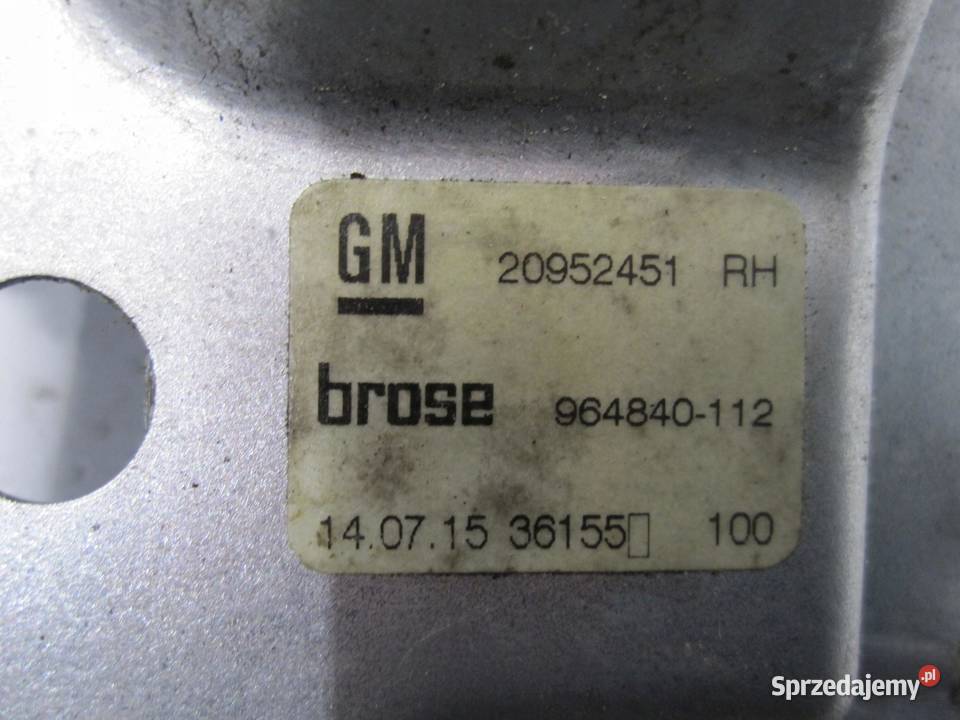 GM 20952451 RH
brose 964840-112
14.07.15 36155▯ 100
Sprzedajemy.pl